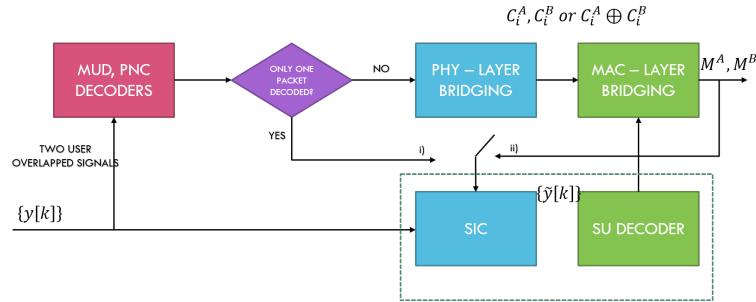 C_i^A, C_i^B or C_i^A ⊕ C_i^B
MUD, PNC
DECODERS
ONLY ONE
PACKET
DECODED?
NO
PHY – LAYER
BRIDGING
MAC – LAYER
BRIDGING
M^A, M^B
YES
TWO USER
OVERLAPPED SIGNALS
i)
ii)
{y[k]}
{ỹ[k]}
SIC
SU DECODER